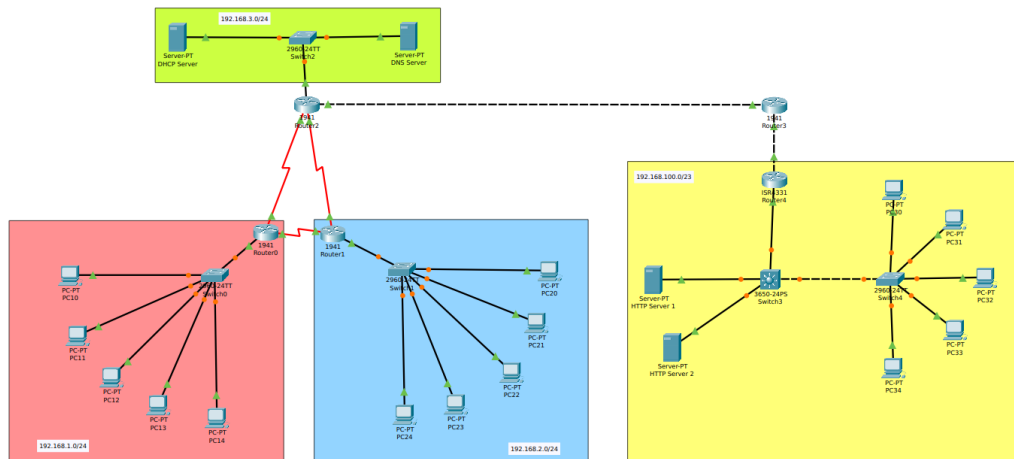 192.168.3.0/24
Server-PT
DHCP Server
2960-24TT
Switch2
Server-PT
DNS Server
1941
Router2
1941
Router3
192.168.100.0/23
ISR4331
Router4
PC-PT
PC30
PC-PT
PC31
PC-PT
PC32
PC-PT
PC33
PC-PT
PC34
Server-PT
HTTP Server 1
3650-24PS
Switch3
2960-24TT
Switch4
Server-PT
HTTP Server 2
1941
Router0
2960-24TT
Switch0
PC-PT
PC10
PC-PT
PC11
PC-PT
PC12
PC-PT
PC13
PC-PT
PC14
192.168.1.0/24
1941
Router1
2960-24TT
Switch1
PC-PT
PC20
PC-PT
PC21
PC-PT
PC22
PC-PT
PC23
PC-PT
PC24
192.168.2.0/24